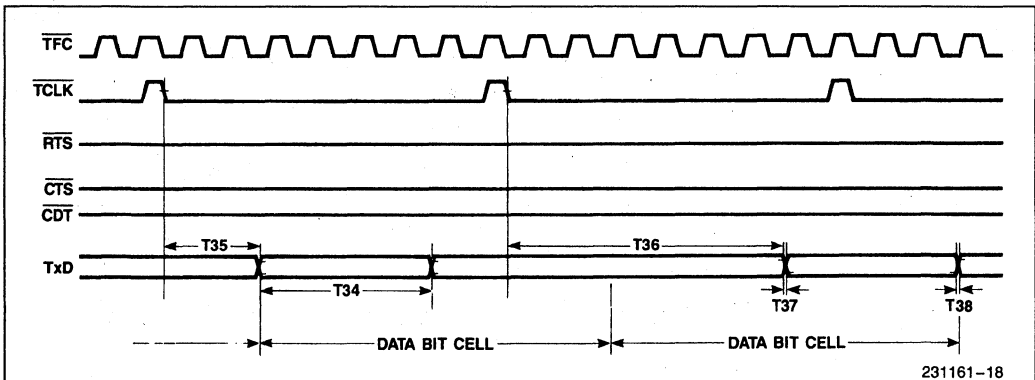 TFC
TCLK
RTS
CTS
CDT
T35
T36
TxD
T34
T37
T38
DATA BIT CELL
DATA BIT CELL
231161–18